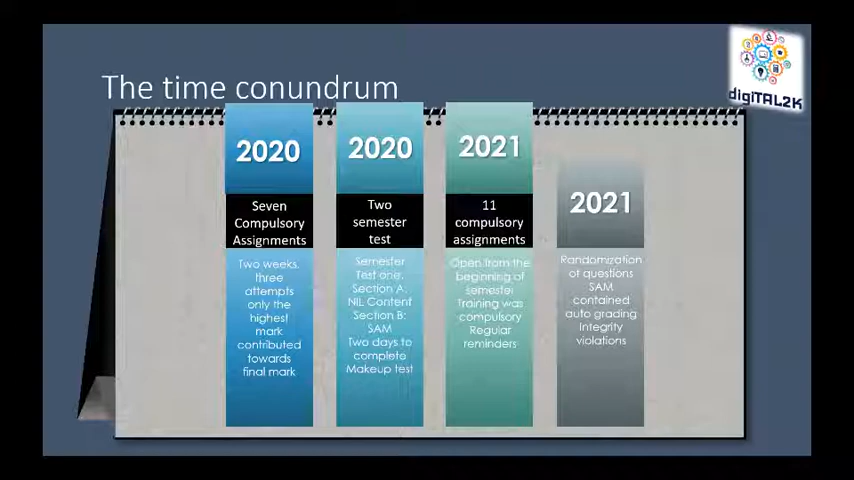 The time conundrum
digiTAL2K
2020
Seven
Compulsory
Assignments
Two weeks,
three
attempts
only the
highest
mark
contributed
towards
final mark
2020
Two
semester
test
Semester
Test one,
Section A:
NIL Content
Section B:
SAM
Two days to
complete
Makeup test
2021
11
compulsory
assignments
Open from the
beginning of
semester
Training was
compulsory
Regular
reminders
2021
Randomization
of questions
SAM
contained
auto grading
Integrity
violations